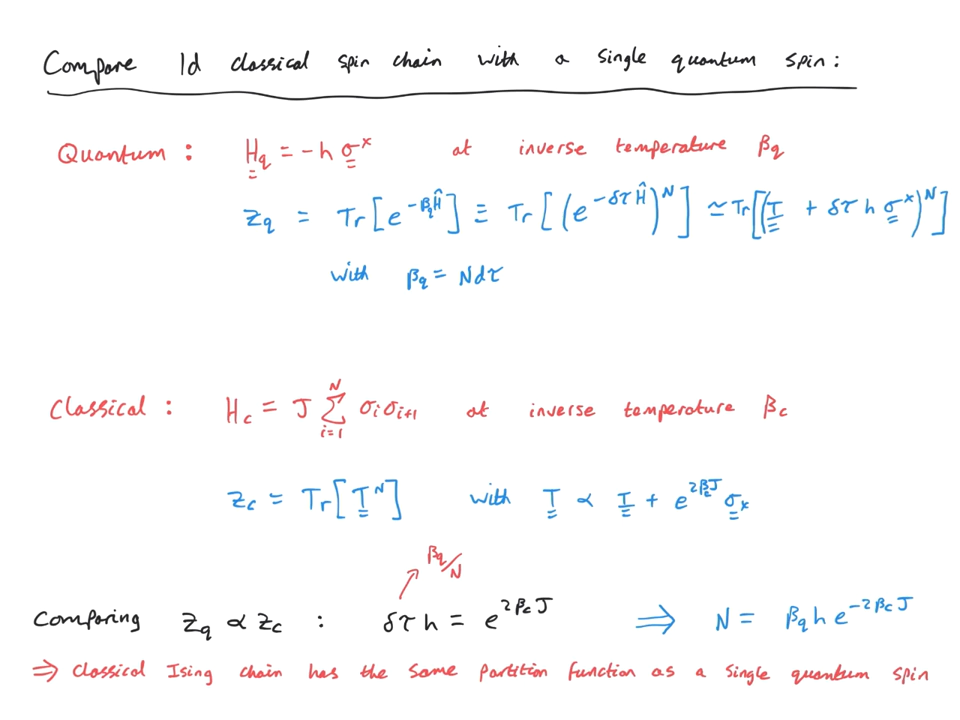 Compare 1d classical spin chain with a single quantum spin:
Quantum: H_q = -h σ^x at inverse temperature β_q
Z_q = Tr[e^{-β_q Ĥ}] ≡ Tr[(e^{-δτĤ})^N] ≃ Tr[(I + δτ h σ^x)^N]
with β_q = Ndτ
Classical: H_c = J Σ_{i=1}^{N} σ_i σ_{i+1} at inverse temperature β_c
Z_c = Tr[T^N] with T ∝ I + e^{2β_c J} σ_x
β_q/N
Comparing Z_q ∝ Z_c : δτ h = e^{2β_c J} ⟹ N = β_q h e^{-2β_c J}
⇒ Classical Ising chain has the same partition function as a single quantum spin